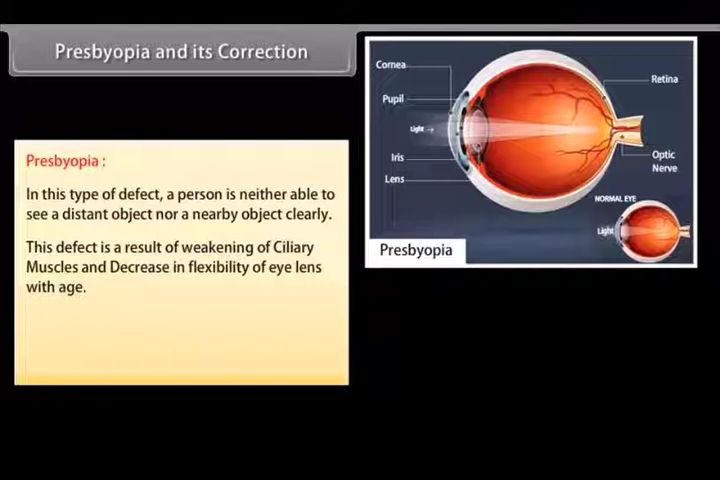 Presbyopia and its Correction
Presbyopia :
In this type of defect, a person is neither able to
see a distant object nor a nearby object clearly.
This defect is a result of weakening of Ciliary
Muscles and Decrease in flexibility of eye lens
with age.
Cornea
Retina
Pupil
Light
Iris
Optic
Nerve
Lens
NORMAL EYE
Light
Presbyopia